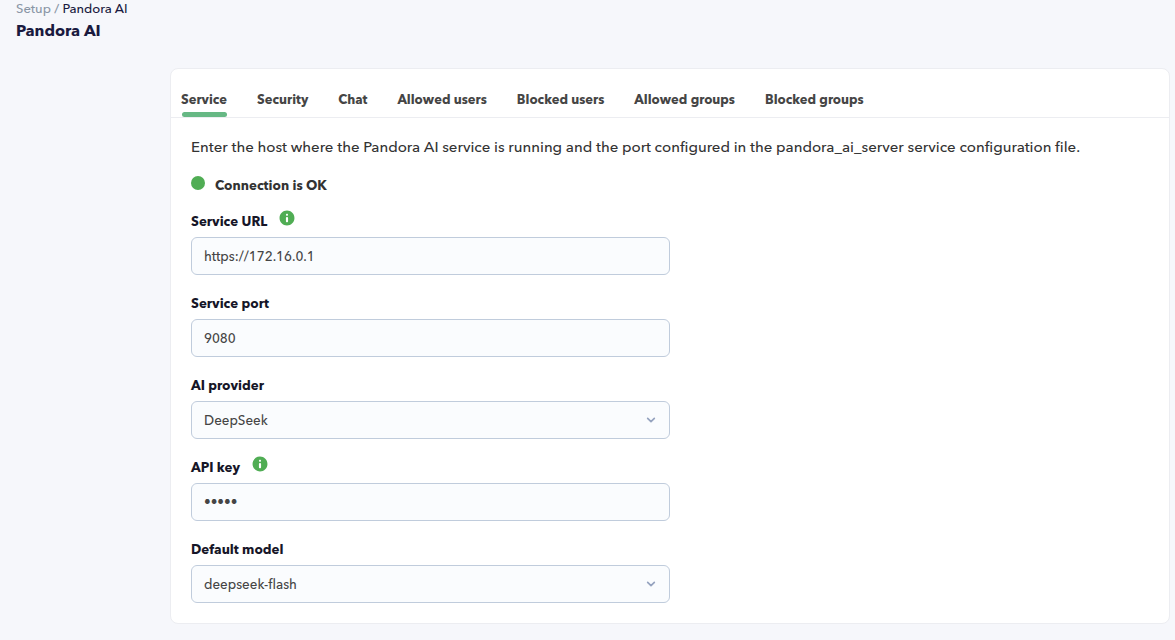 Setup / Pandora AI
Pandora AI
Service Security Chat Allowed users Blocked users Allowed groups Blocked groups
Enter the host where the Pandora AI service is running and the port configured in the pandora_ai_server service configuration file.
Connection is OK
Service URL
https://172.16.0.1
Service port
9080
AI provider
DeepSeek
API key
•••••
Default model
deepseek-flash